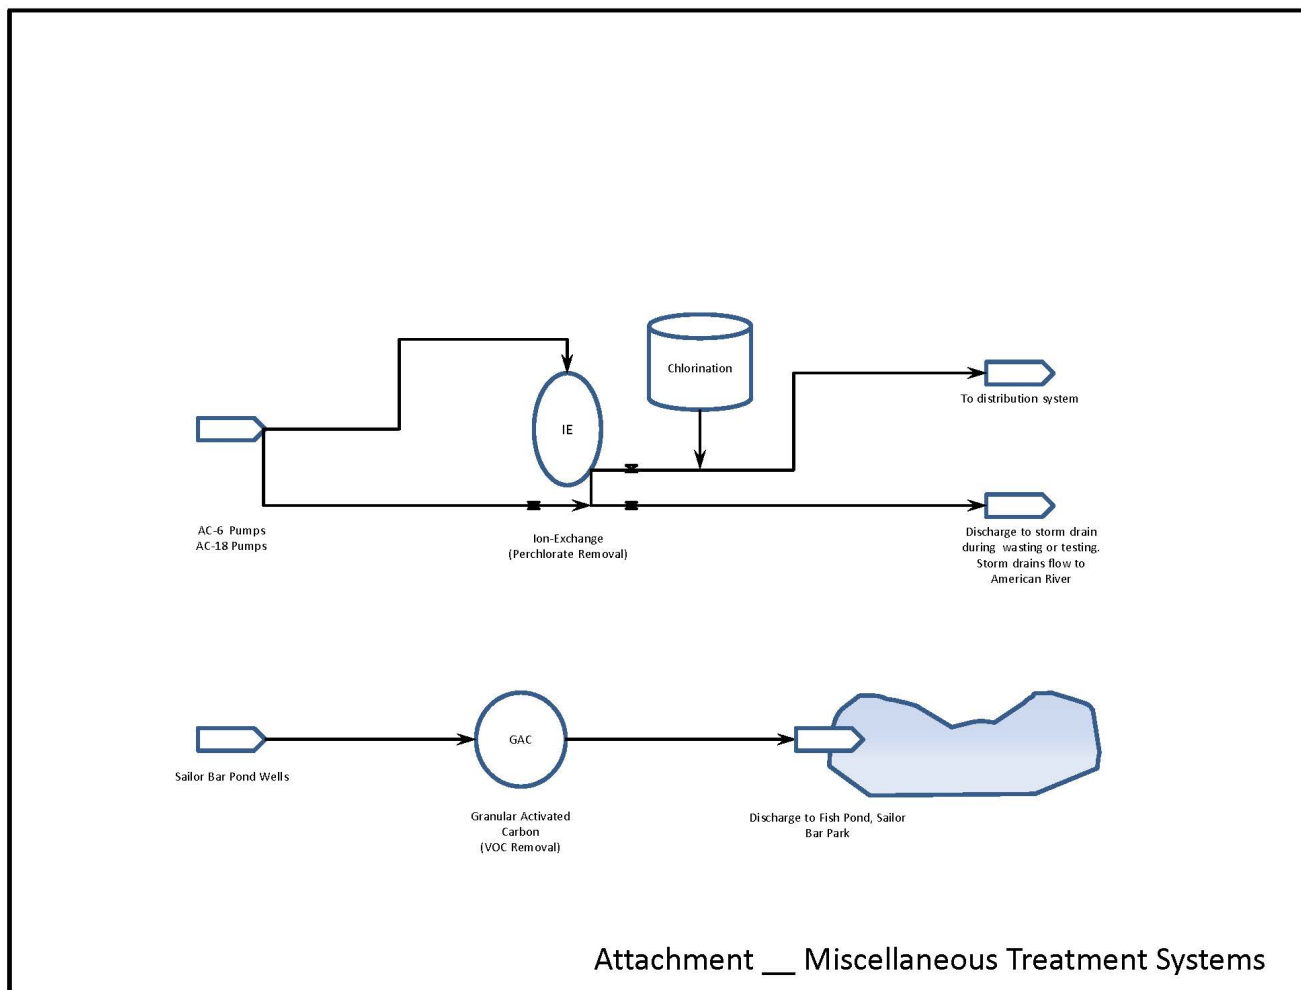 Chlorination
IE
To distribution system
AC-6 Pumps
AC-18 Pumps
Ion-Exchange
(Perchlorate Removal)
Discharge to storm drain
during wasting or testing.
Storm drains flow to
American River
GAC
Sailor Bar Pond Wells
Granular Activated
Carbon
(VOC Removal)
Discharge to Fish Pond, Sailor
Bar Park
Attachment __ Miscellaneous Treatment Systems